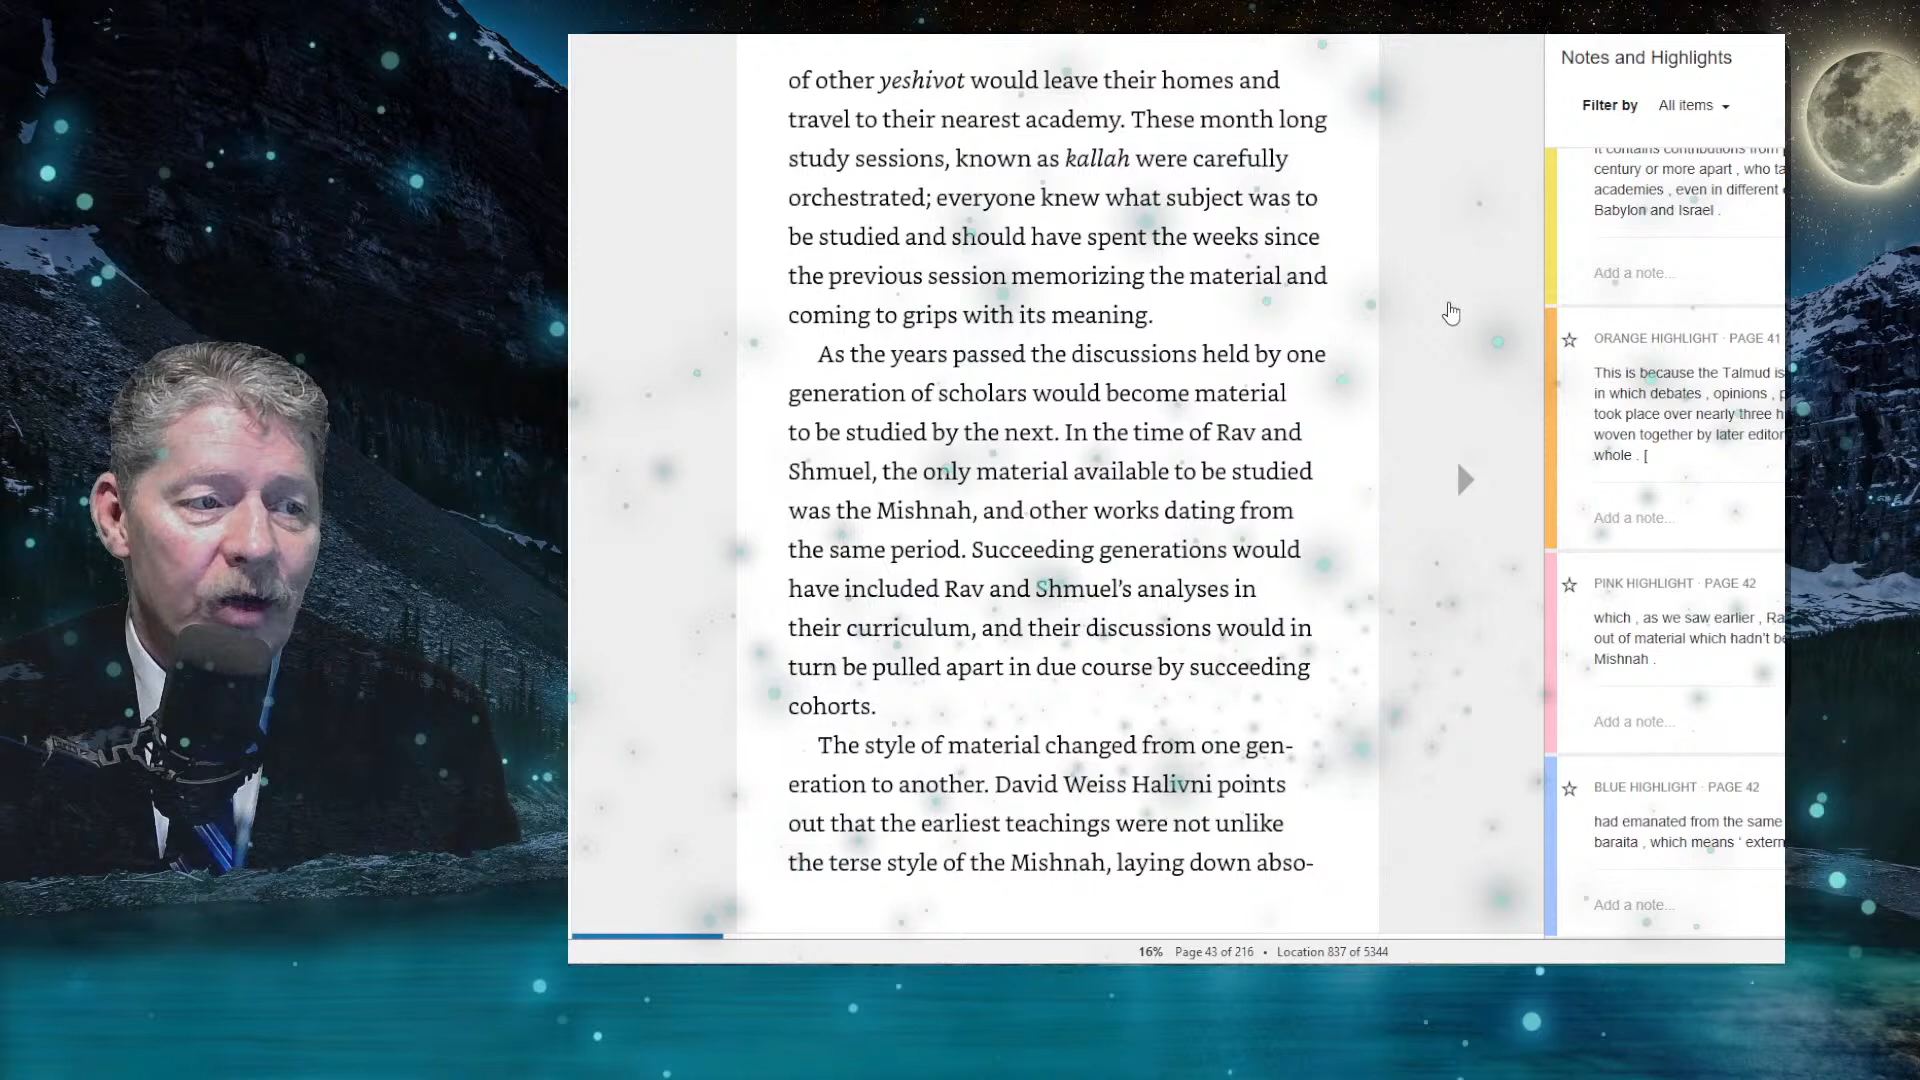 of other yeshivot would leave their homes and
travel to their nearest academy. These month long
study sessions, known as kallah were carefully
orchestrated; everyone knew what subject was to
be studied and should have spent the weeks since
the previous session memorizing the material and
coming to grips with its meaning.
As the years passed the discussions held by one
generation of scholars would become material
to be studied by the next. In the time of Rav and
Shmuel, the only material available to be studied
was the Mishnah, and other works dating from
the same period. Succeeding generations would
have included Rav and Shmuel’s analyses in
their curriculum, and their discussions would in
turn be pulled apart in due course by succeeding
cohorts.
The style of material changed from one gen-
eration to another. David Weiss Halivni points
out that the earliest teachings were not unlike
the terse style of the Mishnah, laying down abso-
16% Page 43 of 216 • Location 837 of 5344
Notes and Highlights
Filter by All items
It contains contributions from
century or more apart , who ta
academies , even in different
Babylon and Israel .
Add a note...
ORANGE HIGHLIGHT · PAGE 41
This is because the Talmud is
in which debates , opinions , p
took place over nearly three h
woven together by later editor
whole . [
Add a note...
PINK HIGHLIGHT · PAGE 42
which , as we saw earlier , Ra
out of material which hadn’t be
Mishnah .
Add a note...
BLUE HIGHLIGHT · PAGE 42
had emanated from the same
baraita , which means ‘ extern
Add a note...